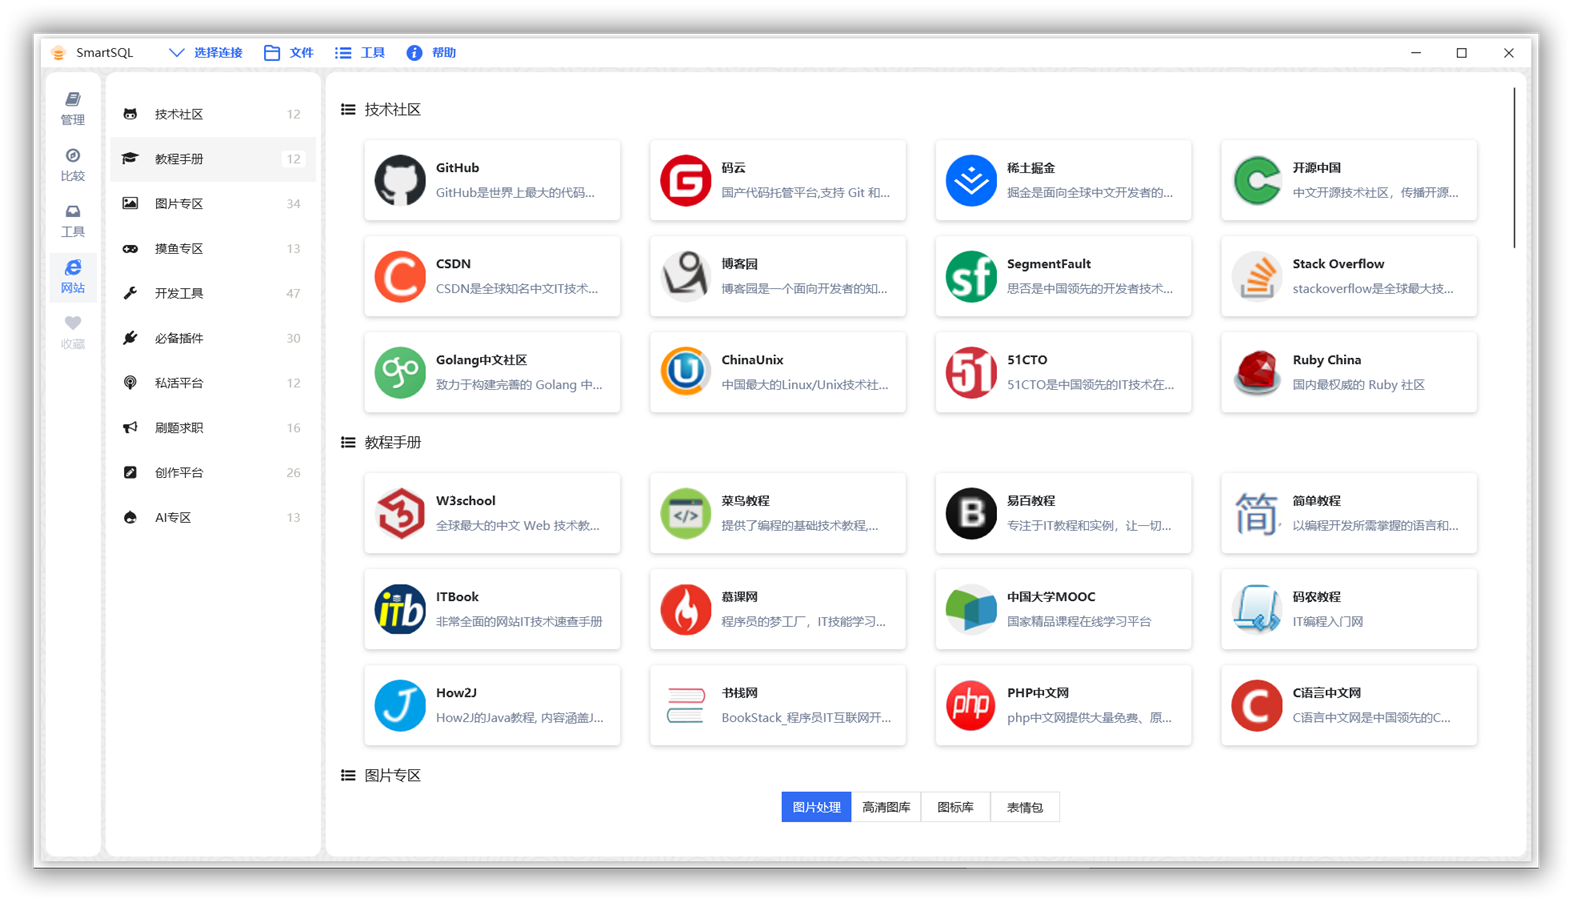 SmartSQL 选择连接 文件 工具 帮助
管理
比较
工具
网站
收藏
技术社区 12
教程手册 12
图片专区 34
摸鱼专区 13
开发工具 47
必备插件 30
私活平台 12
刷题求职 16
创作平台 26
AI专区 13
技术社区
GitHub
GitHub是世界上最大的代码...
码云
国产代码托管平台,支持 Git 和...
稀土掘金
掘金是面向全球中文开发者的...
开源中国
中文开源技术社区，传播开源...
CSDN
CSDN是全球知名中文IT技术...
博客园
博客园是一个面向开发者的知...
sf
SegmentFault
思否是中国领先的开发者技术...
Stack Overflow
stackoverflow是全球最大技...
go
Golang中文社区
致力于构建完善的 Golang 中...
ChinaUnix
中国最大的Linux/Unix技术社...
51
51CTO
51CTO是中国领先的IT技术在...
Ruby China
国内最权威的 Ruby 社区
教程手册
3
W3school
全球最大的中文 Web 技术教...
</>
菜鸟教程
提供了编程的基础技术教程,...
B
易百教程
专注于IT教程和实例，让一切...
简
简单教程
以编程开发所需掌握的语言和...
itb
ITBook
非常全面的网站IT技术速查手册
慕课网
程序员的梦工厂，IT技能学习...
中国大学MOOC
国家精品课程在线学习平台
码农教程
IT编程入门网
J
How2J
How2J的Java教程, 内容涵盖J...
书栈网
BookStack_程序员IT互联网开...
php
PHP中文网
php中文网提供大量免费、原...
C
C语言中文网
C语言中文网是中国领先的C...
图片专区
图片处理 高清图库 图标库 表情包